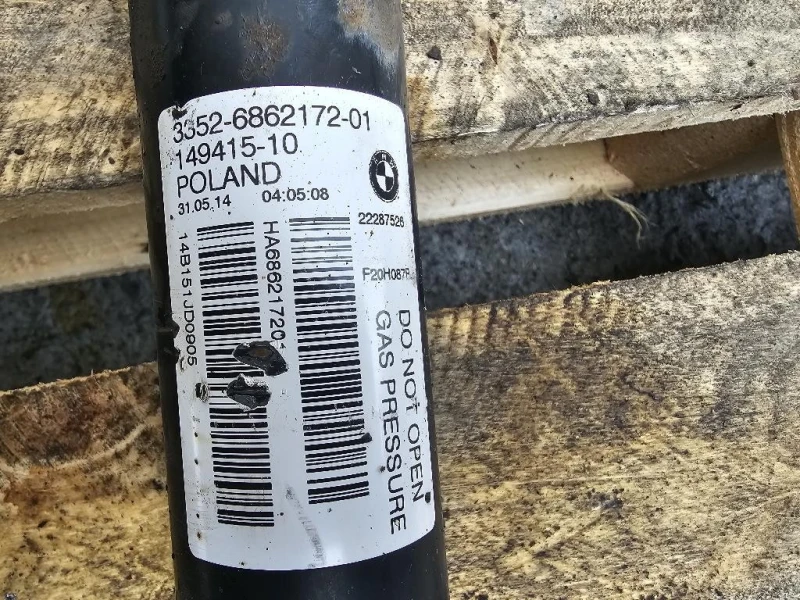 3352-6862172-01
149415-10
POLAND
31.05.14 04:05:08
22287526
14B151JD0905
HA686217201
F20H087R
DO NOT OPEN
GAS PRESSURE